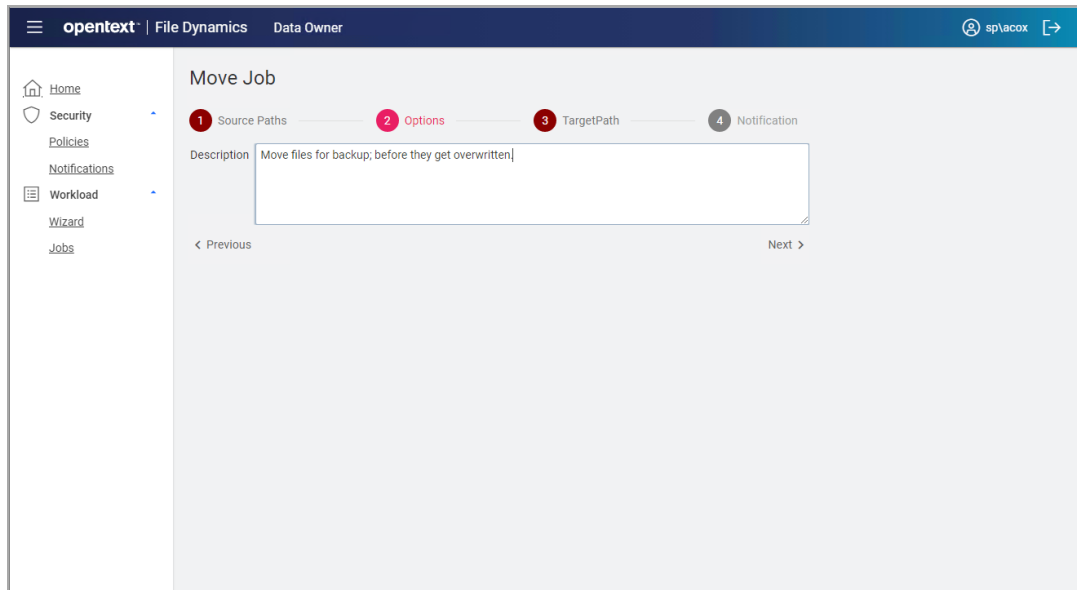 opentext™ | File Dynamics Data Owner sp\acox
Home
Security
Policies
Notifications
Workload
Wizard
Jobs
Move Job
1 Source Paths 2 Options 3 TargetPath 4 Notification
Description Move files for backup; before they get overwritten.
< Previous Next >